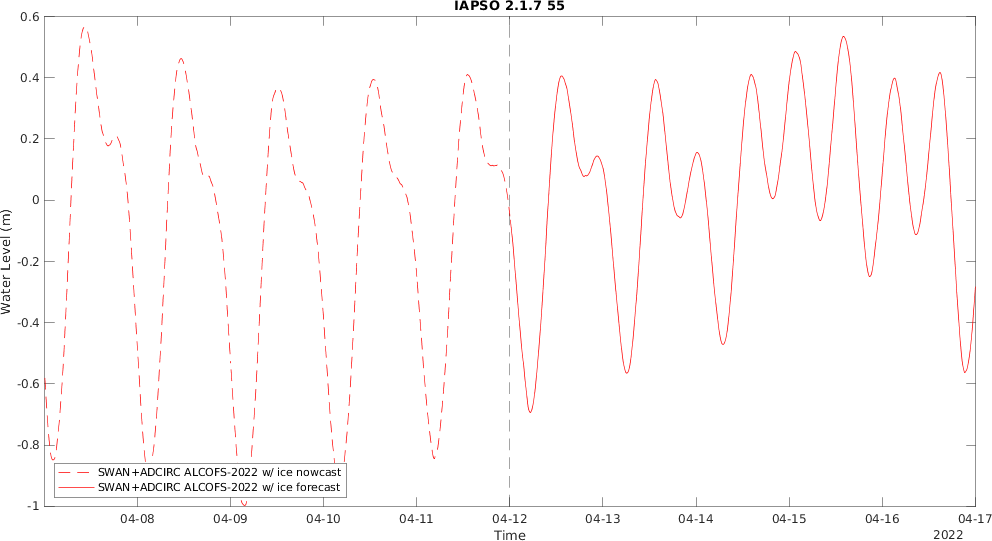 IAPSO 2.1.7 55
0.6
0.4
0.2
0
-0.2
-0.4
-0.6
-0.8
-1
Water Level (m)
SWAN+ADCIRC ALCOFS-2022 w/ ice nowcast
SWAN+ADCIRC ALCOFS-2022 w/ ice forecast
04-08 04-09 04-10 04-11 04-12 04-13 04-14 04-15 04-16 04-17
Time
2022